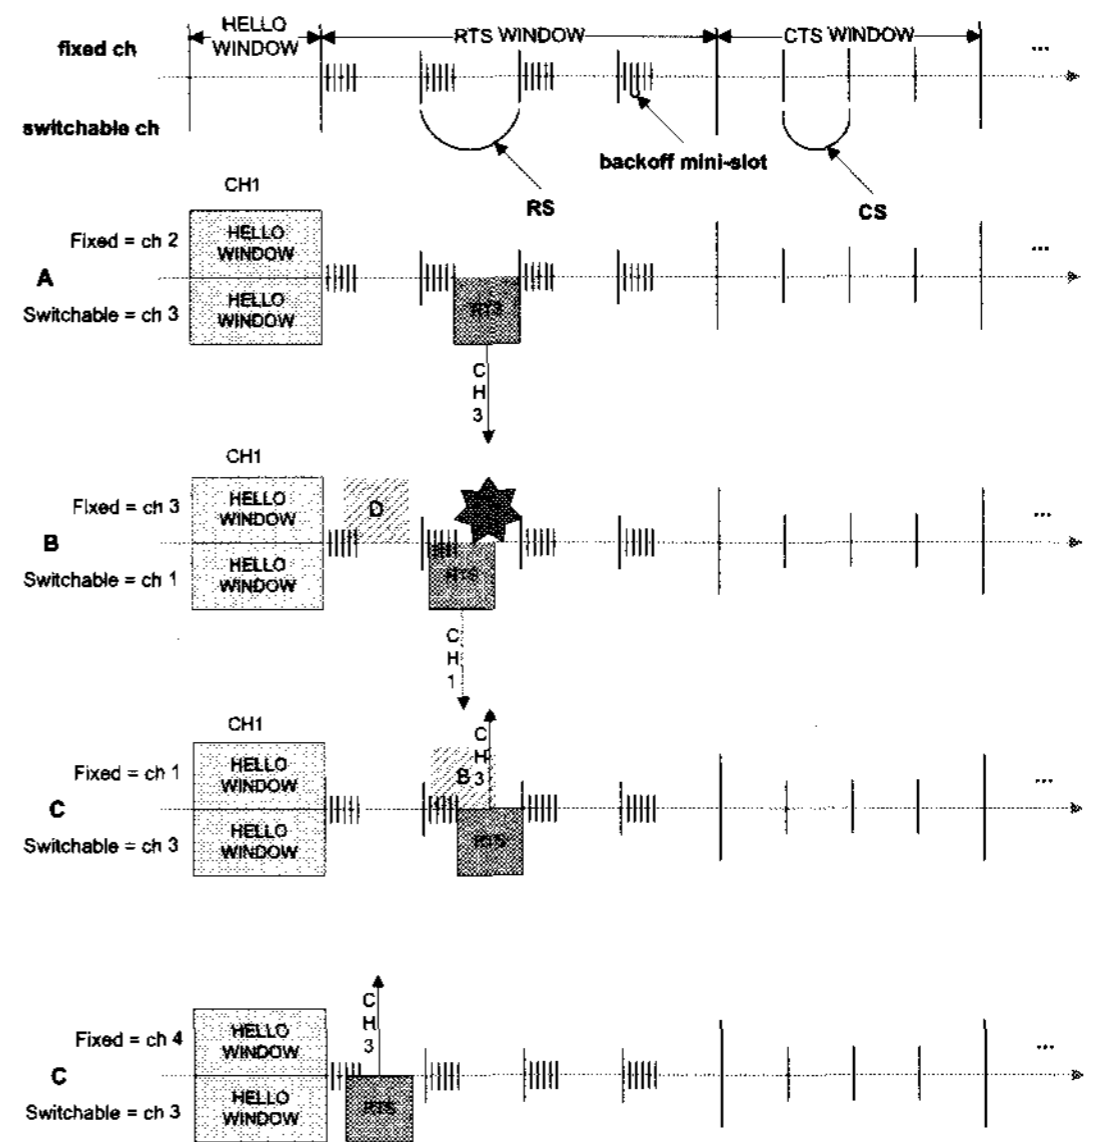 HELLO
WINDOW
RTS WINDOW
CTS WINDOW
fixed ch
...
switchable ch
backoff mini-slot
RS
CS
CH1
Fixed = ch 2
HELLO
WINDOW
...
A
Switchable = ch 3
HELLO
WINDOW
RTS
C
H
3
CH1
Fixed = ch 3
HELLO
WINDOW
D
...
B
Switchable = ch 1
HELLO
WINDOW
RTS
C
H
1
CH1
Fixed = ch 1
HELLO
WINDOW
B
C
H
3
...
C
Switchable = ch 3
HELLO
WINDOW
RTS
C
H
3
Fixed = ch 4
HELLO
WINDOW
...
C
Switchable = ch 3
HELLO
WINDOW
RTS